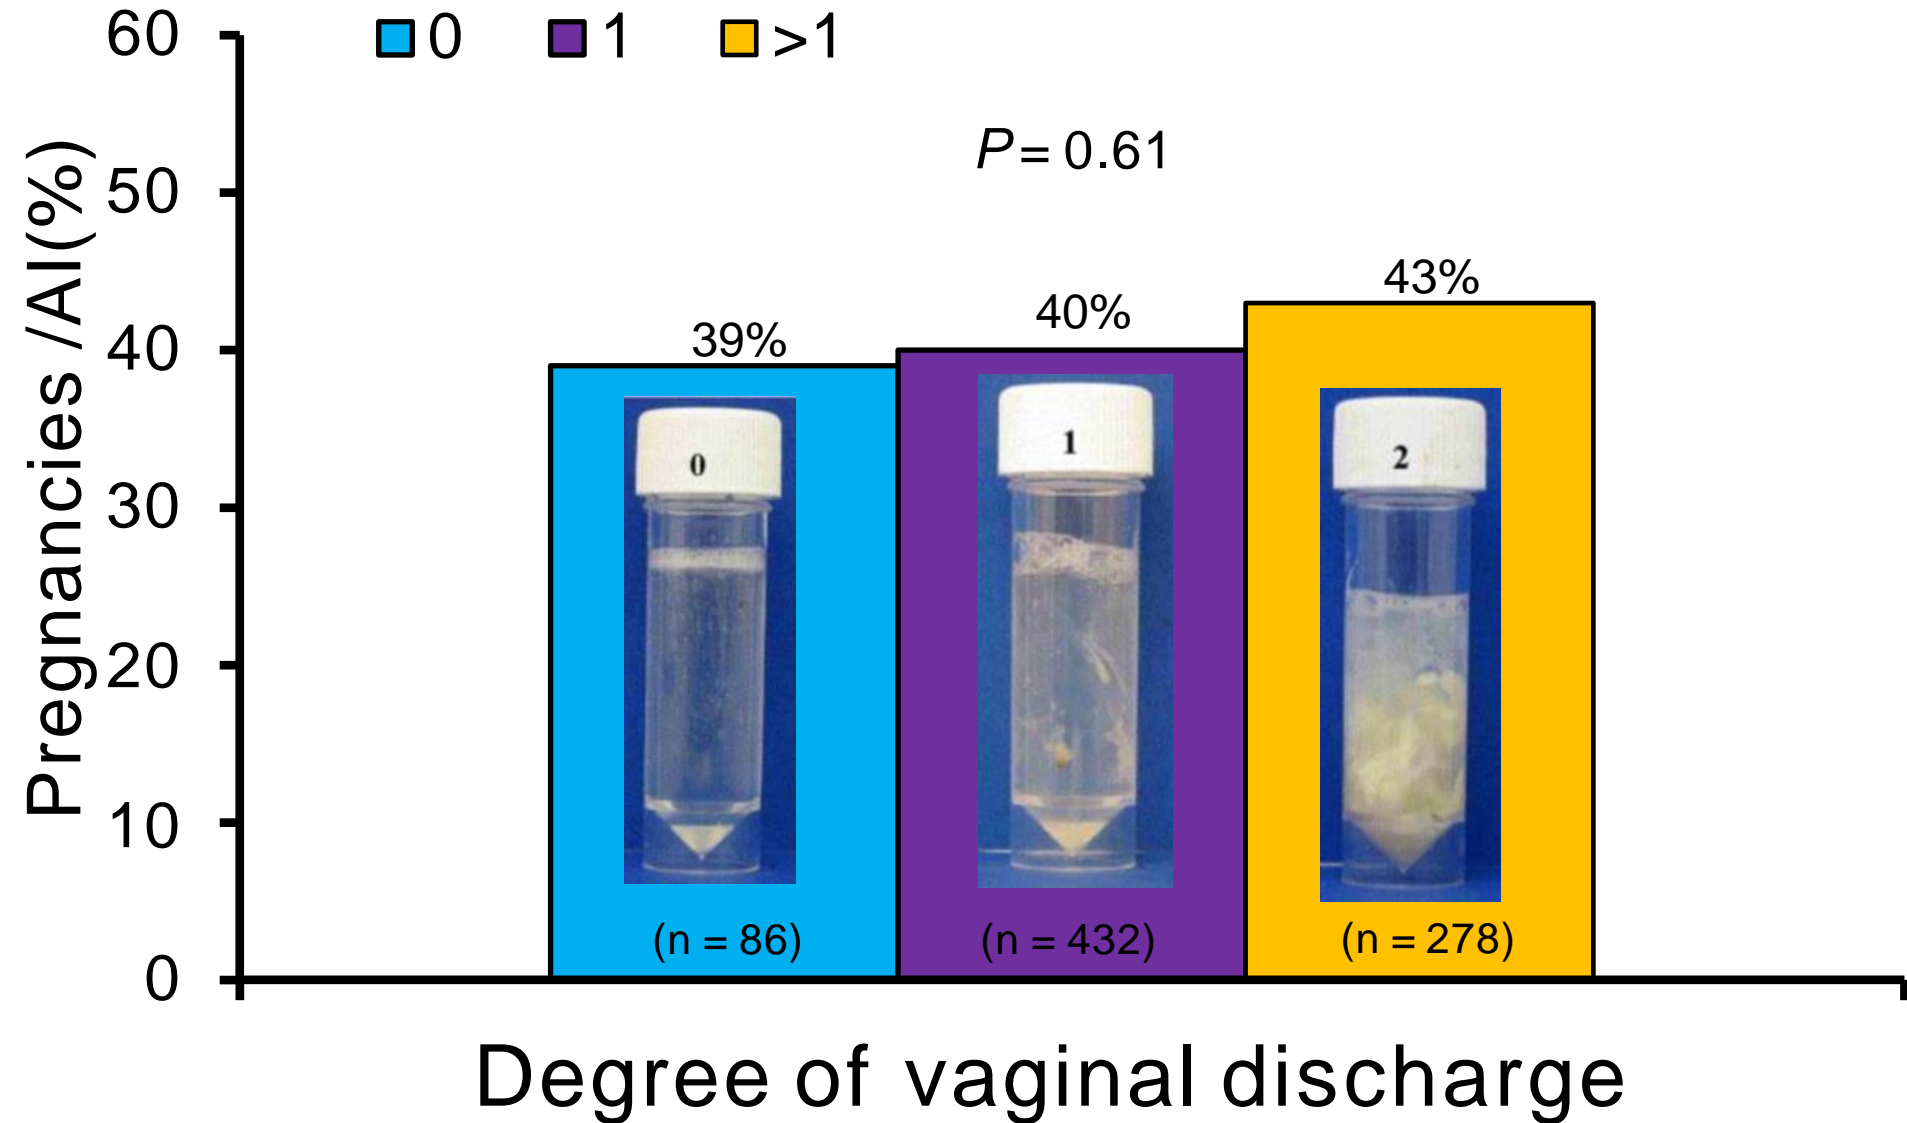 0 1 >1
P = 0.61
Pregnancies /AI(%)
60
50
40
30
20
10
0
39%
40%
43%
0
1
2
(n = 86)
(n = 432)
(n = 278)
Degree of vaginal discharge